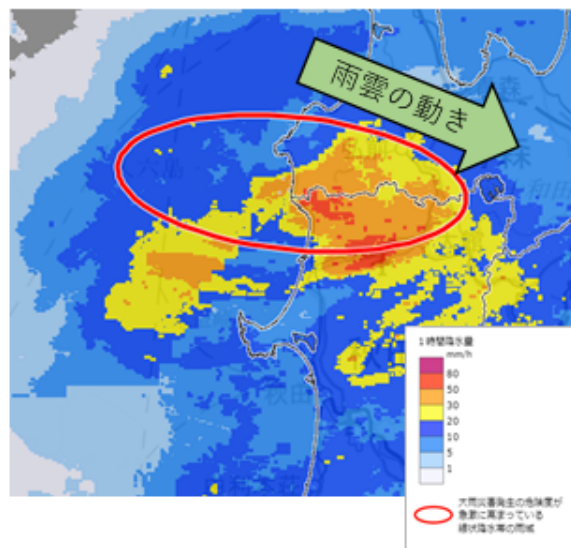 雨雲の動き
森
秋田
1時間降水量
mm/h
80
50
30
20
10
5
1
大雨災害発生の危険度が
急激に高まっている
線状降水帯の雨域